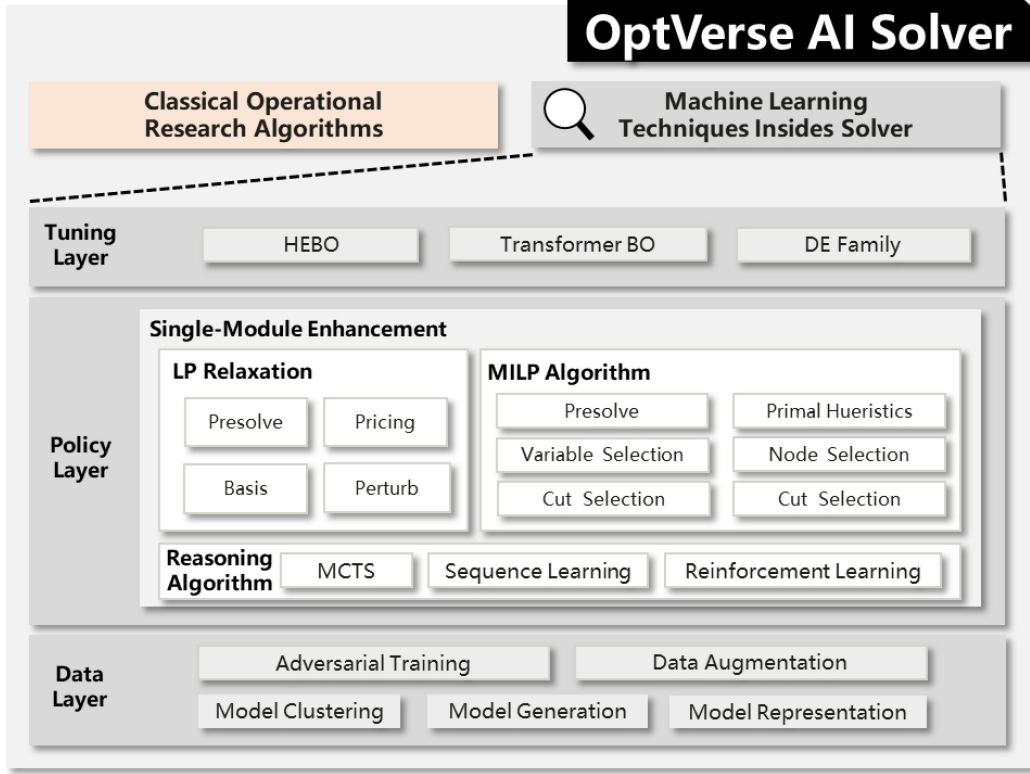 OptVerse AI Solver
Classical Operational
Research Algorithms
Machine Learning
Techniques Insides Solver
Tuning
Layer
HEBO
Transformer BO
DE Family
Policy
Layer
Single-Module Enhancement
LP Relaxation
Presolve
Pricing
Basis
Perturb
MILP Algorithm
Presolve
Primal Hueristics
Variable Selection
Node Selection
Cut Selection
Cut Selection
Reasoning
Algorithm
MCTS
Sequence Learning
Reinforcement Learning
Data
Layer
Adversarial Training
Data Augmentation
Model Clustering
Model Generation
Model Representation